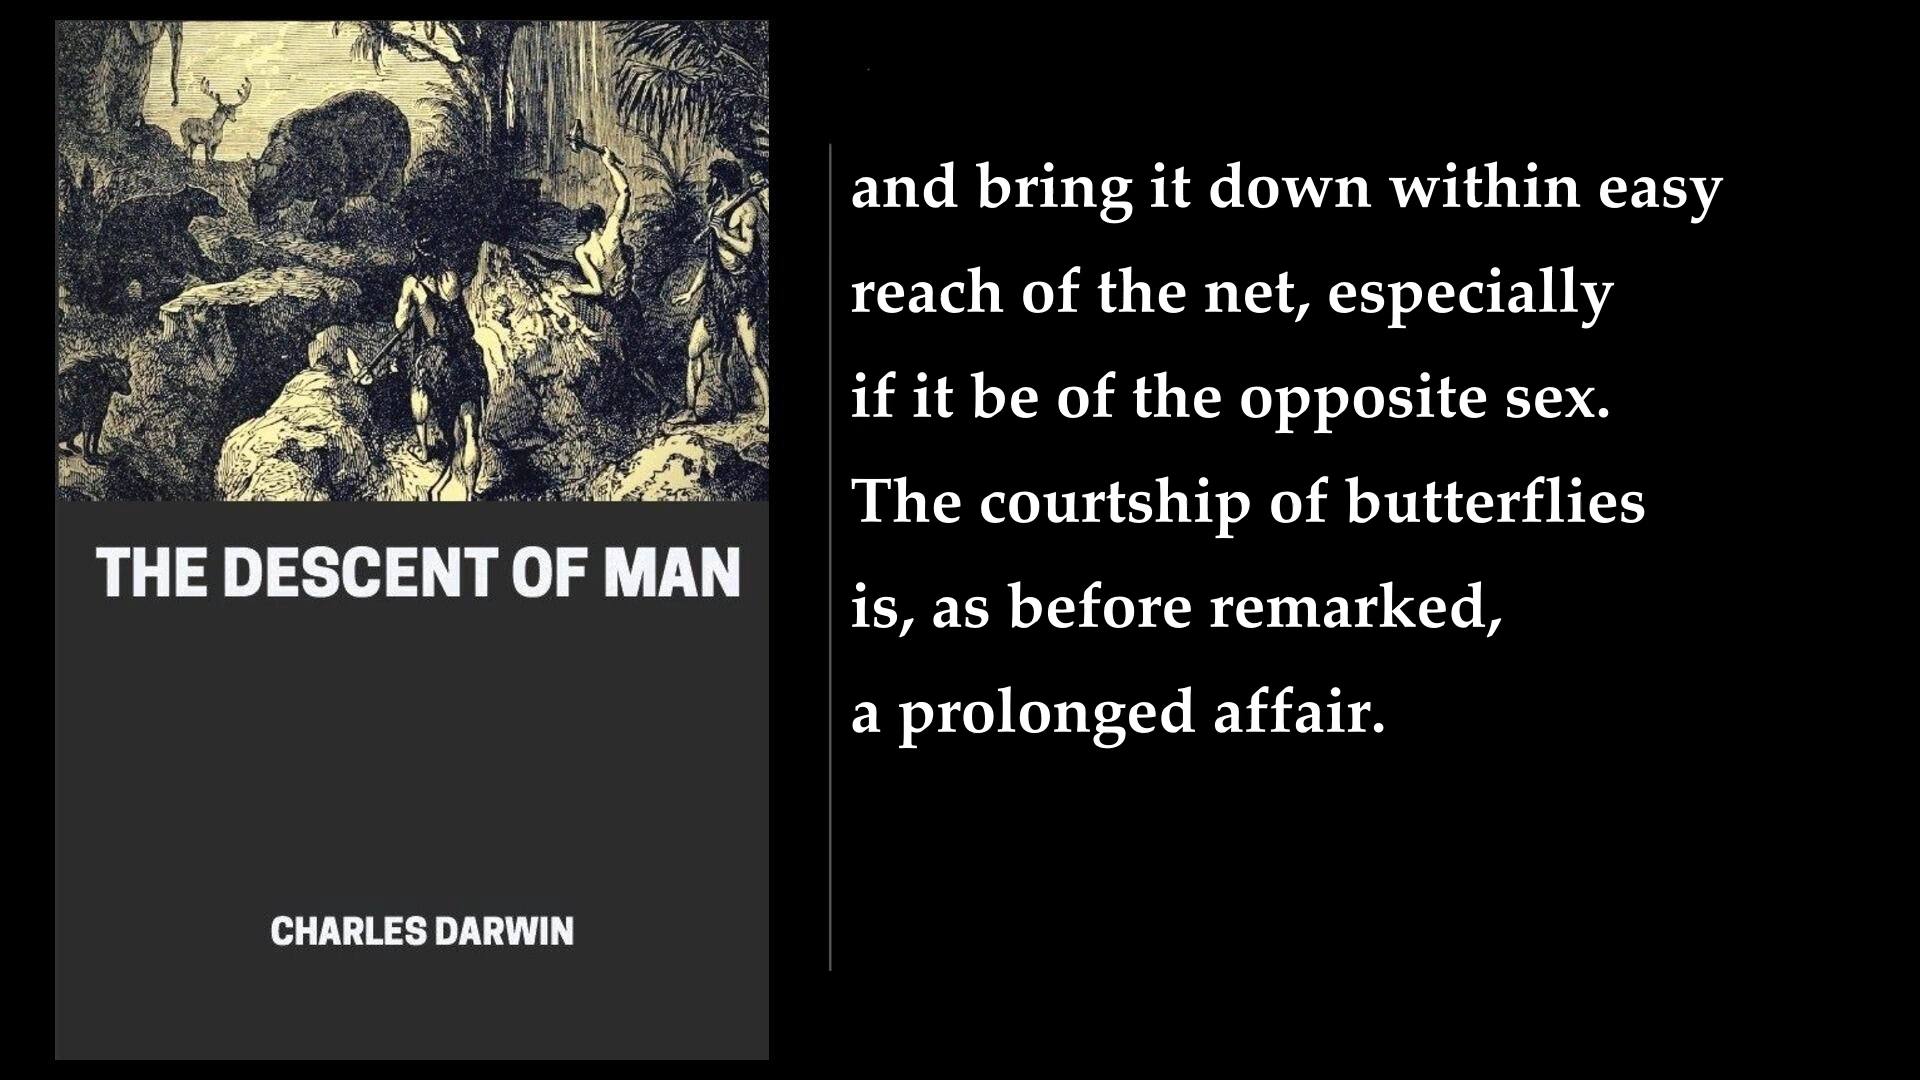 THE DESCENT OF MAN
CHARLES DARWIN
and bring it down within easy
reach of the net, especially
if it be of the opposite sex.
The courtship of butterflies
is, as before remarked,
a prolonged affair.